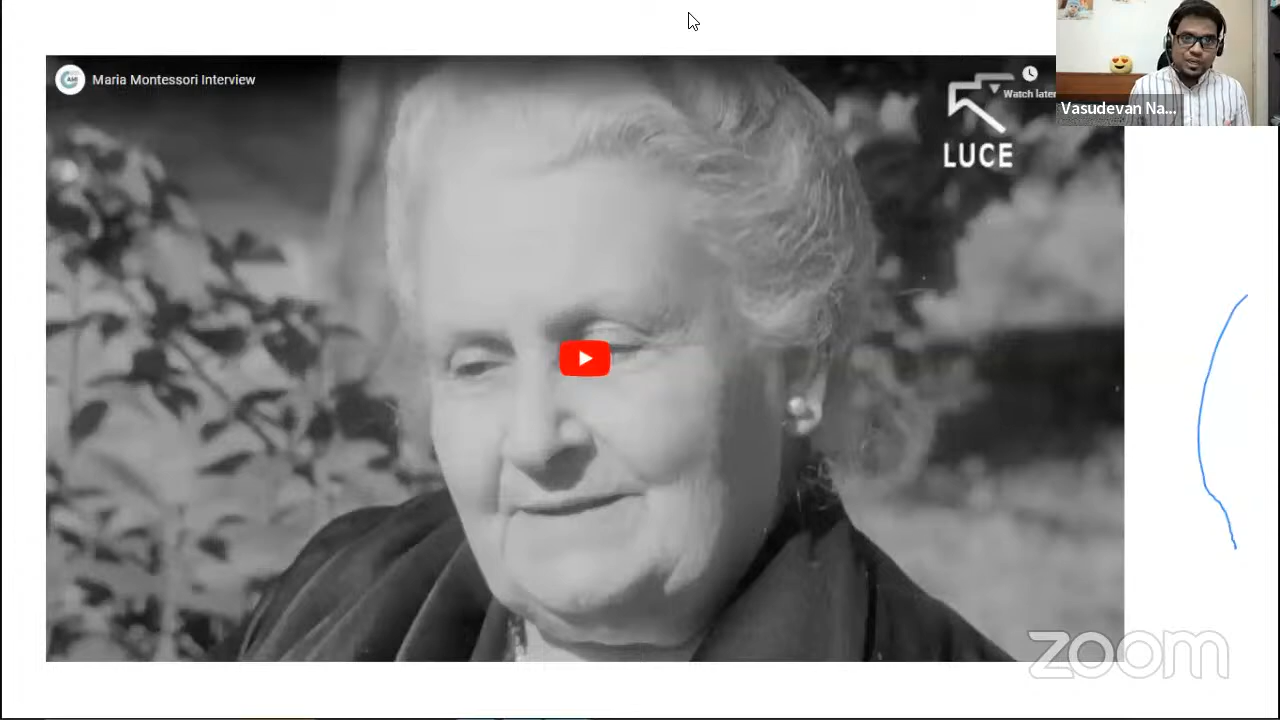 Maria Montessori Interview
Watch later
LUCE
Vasudevan Na...
zoom